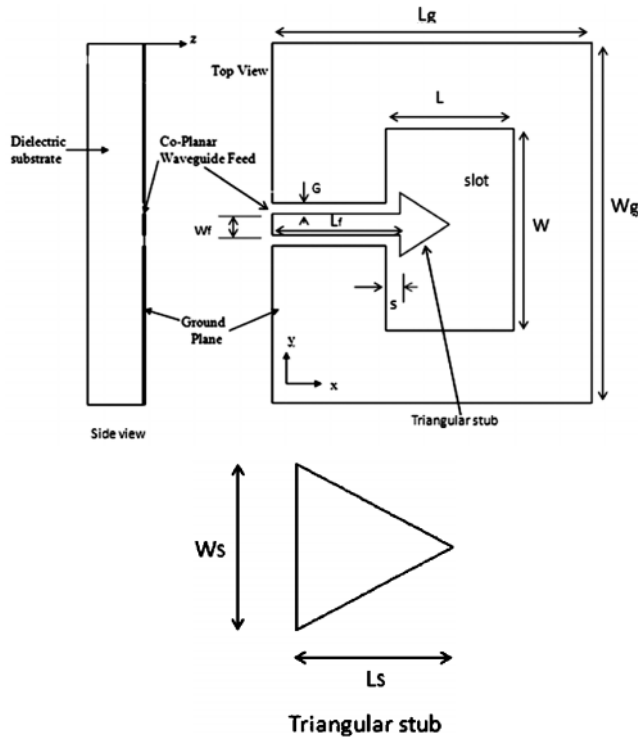 Lg
z
Top View
L
Dielectric
substrate
Co-Planar
Waveguide Feed
G
slot
Wf
Lf
W
Wg
S
Ground
Plane
y
x
Triangular stub
Side view
Ws
Ls
Triangular stub